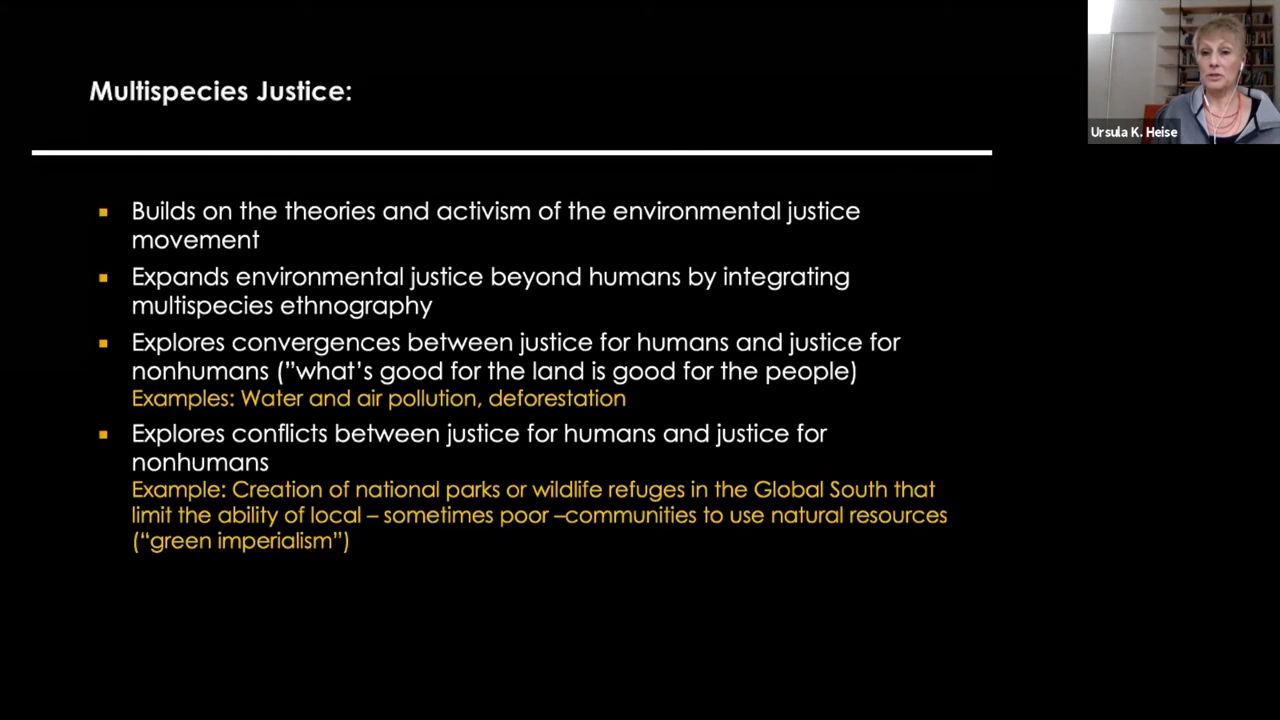 Multispecies Justice:
Ursula K. Heise
▪ Builds on the theories and activism of the environmental justice
movement
▪ Expands environmental justice beyond humans by integrating
multispecies ethnography
▪ Explores convergences between justice for humans and justice for
nonhumans (”what’s good for the land is good for the people)
Examples: Water and air pollution, deforestation
▪ Explores conflicts between justice for humans and justice for
nonhumans
Example: Creation of national parks or wildlife refuges in the Global South that
limit the ability of local – sometimes poor –communities to use natural resources
(“green imperialism”)